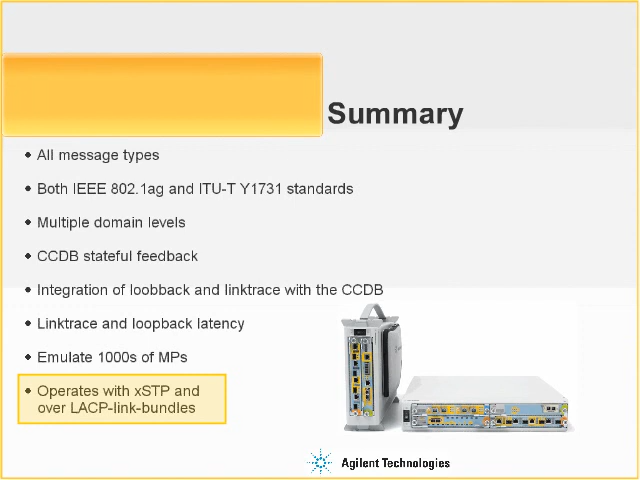 Summary
• All message types
• Both IEEE 802.1ag and ITU-T Y1731 standards
• Multiple domain levels
• CCDB stateful feedback
• Integration of loobback and linktrace with the CCDB
• Linktrace and loopback latency
• Emulate 1000s of MPs
• Operates with xSTP and
over LACP-link-bundles
Agilent Technologies